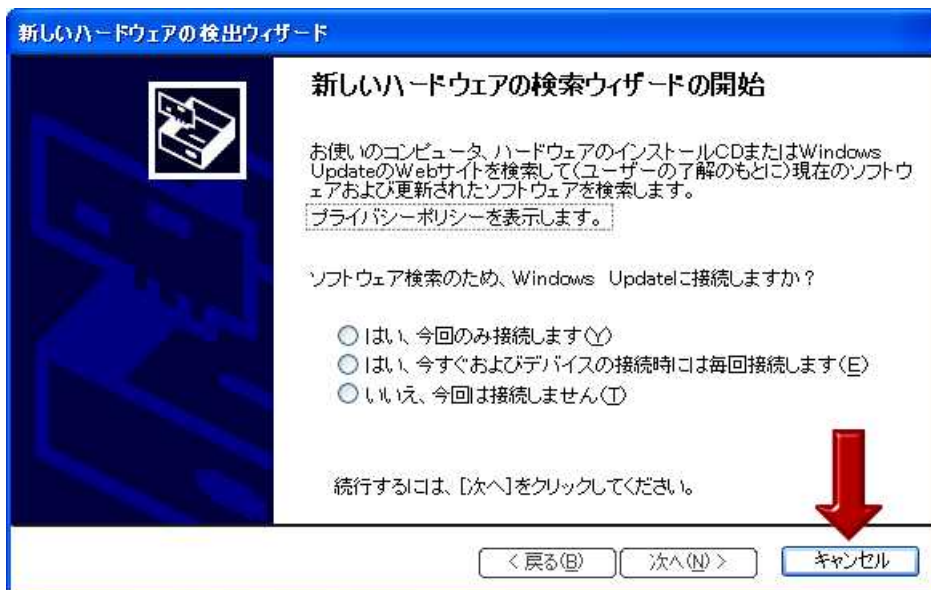 新しいハードウェアの検出ウィザード
新しいハードウェアの検索ウィザードの開始
お使いのコンピュータ、ハードウェアのインストールCDまたはWindows
UpdateのWebサイトを検索して(ユーザーの了解のもとに)現在のソフトウ
ェアおよび更新されたソフトウェアを検索します。
プライバシーポリシーを表示します。
ソフトウェア検索のため、Windows Updateに接続しますか？
はい、今回のみ接続します(Y)
はい、今すぐおよびデバイスの接続時には毎回接続します(E)
いいえ、今回は接続しません(T)
続行するには、[次へ]をクリックしてください。
< 戻る(B) 次へ(N) > キャンセル